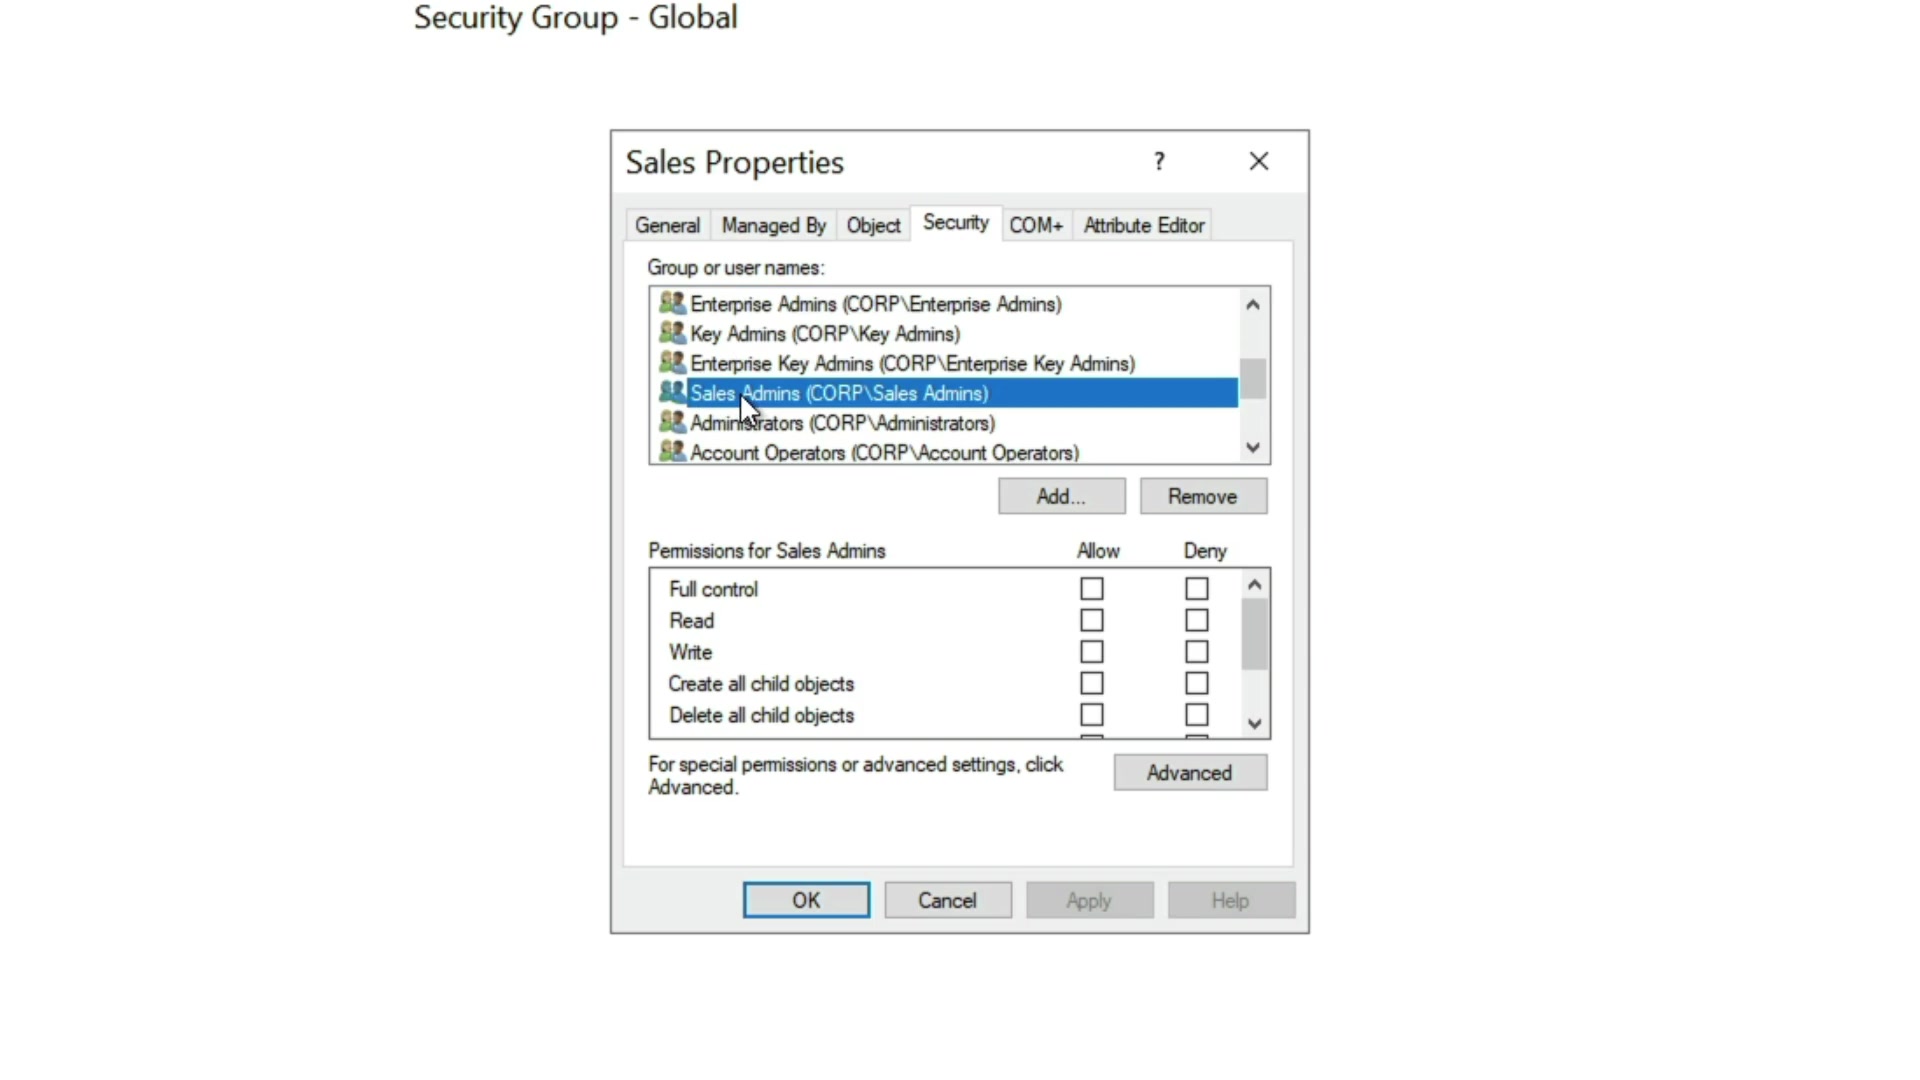 Security Group - Global
Sales Properties
?
General Managed By Object Security COM+ Attribute Editor
Group or user names:
Enterprise Admins (CORP\Enterprise Admins)
Key Admins (CORP\Key Admins)
Enterprise Key Admins (CORP\Enterprise Key Admins)
Sales Admins (CORP\Sales Admins)
Administrators (CORP\Administrators)
Account Operators (CORP\Account Operators)
Add... Remove
Permissions for Sales Admins Allow Deny
Full control
Read
Write
Create all child objects
Delete all child objects
For special permissions or advanced settings, click
Advanced.
Advanced
OK Cancel Apply Help